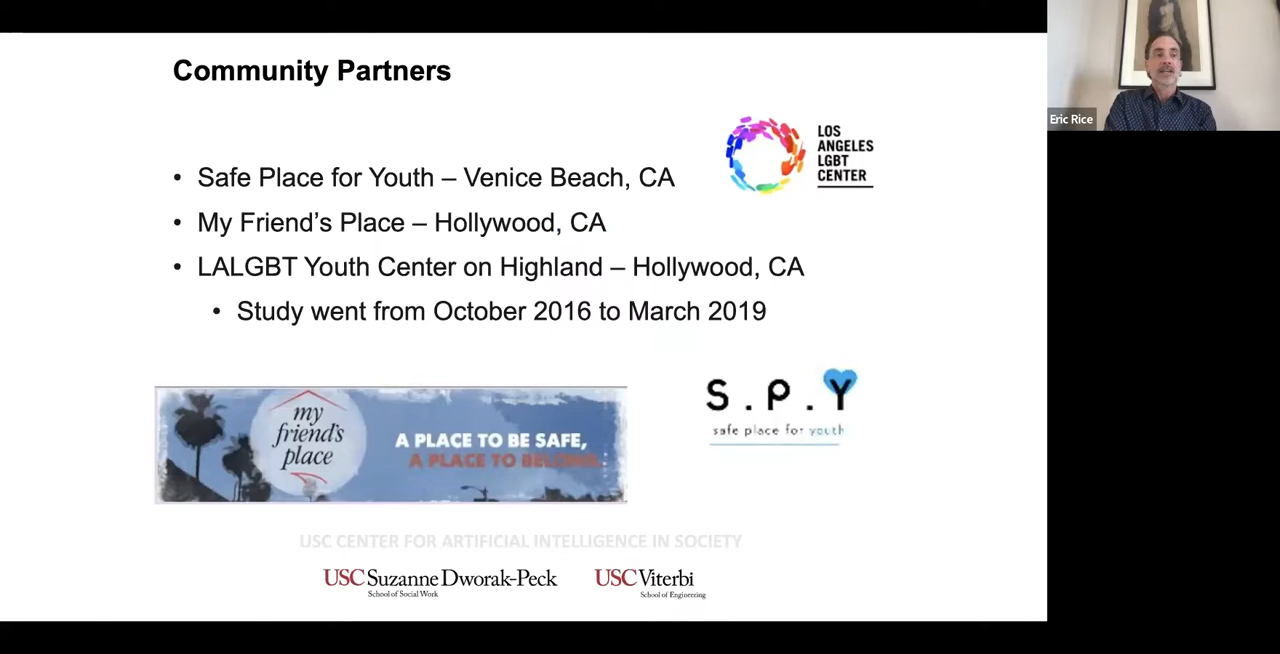 Community Partners
LOS
ANGELES
LGBT
CENTER
Eric Rice
• Safe Place for Youth – Venice Beach, CA
• My Friend’s Place – Hollywood, CA
• LALGBT Youth Center on Highland – Hollywood, CA
• Study went from October 2016 to March 2019
my
friend's
place
A PLACE TO BE SAFE,
A PLACE TO BELONG.
S.P.Y
safe place for youth
USC CENTER FOR ARTIFICIAL INTELLIGENCE IN SOCIETY
USC Suzanne Dworak-Peck
School of Social Work
USC Viterbi
School of Engineering